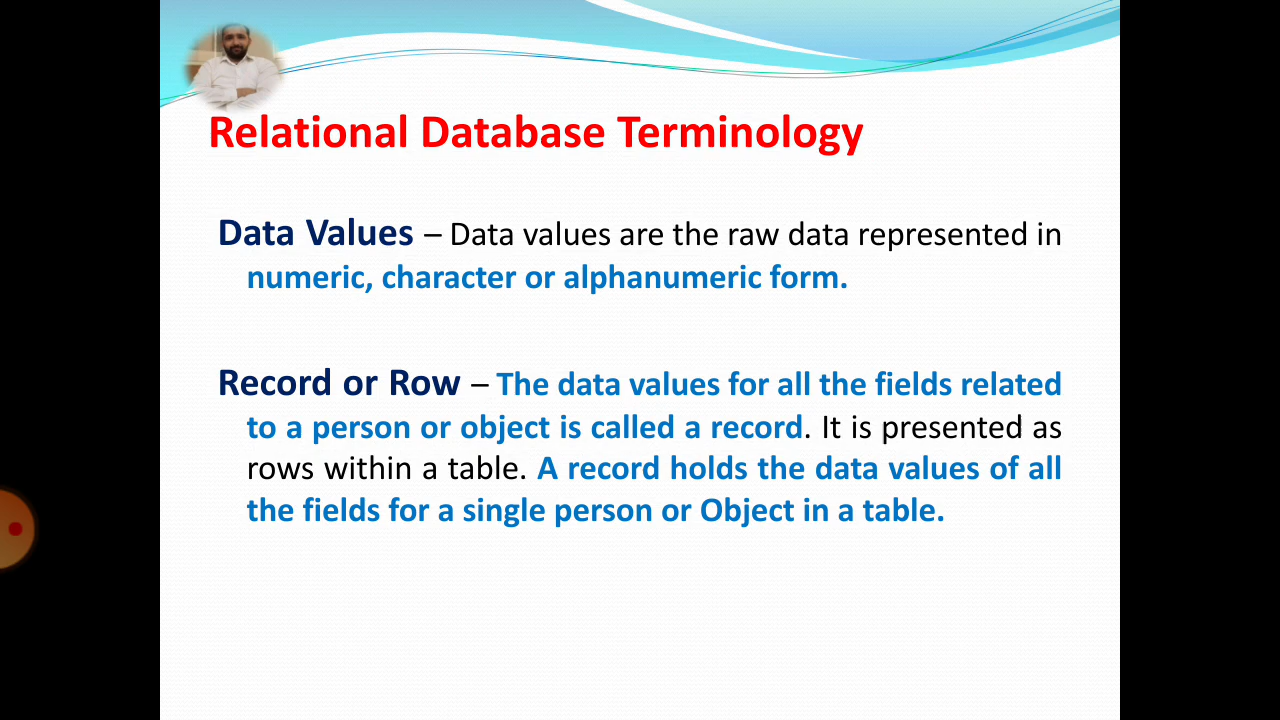 Relational Database Terminology
Data Values – Data values are the raw data represented in
numeric, character or alphanumeric form.
Record or Row – The data values for all the fields related
to a person or object is called a record. It is presented as
rows within a table. A record holds the data values of all
the fields for a single person or Object in a table.